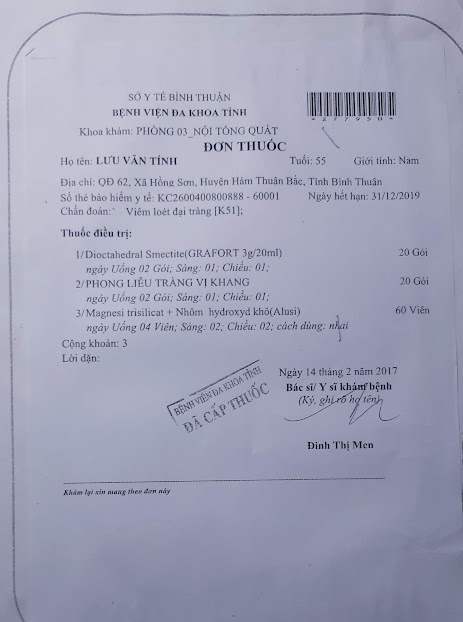 SỞ Y TẾ BÌNH THUẬN
BỆNH VIỆN ĐA KHOA TỈNH
Khoa khám: PHÒNG 03_NỘI TỔNG QUÁT
*277950*
ĐƠN THUỐC
Họ tên: LƯU VĂN TÍNH Tuổi: 55 Giới tính: Nam
Địa chỉ: QĐ 62, Xã Hồng Sơn, Huyện Hàm Thuận Bắc, Tỉnh Bình Thuận
Số thẻ bảo hiểm y tế: KC2600400800888 - 60001 Ngày hết hạn: 31/12/2019
Chẩn đoán: Viêm loét đại tràng [K51];
Thuốc điều trị:
1/Dioctahedral Smectite(GRAFORT 3g/20ml) 20 Gói
ngày Uống 02 Gói; Sáng: 01; Chiều: 01;
2/PHONG LIỄU TRÀNG VỊ KHANG 20 Gói
ngày Uống 02 Gói; Sáng: 01; Chiều: 01;
3/Magnesi trisilicat + Nhôm hydroxyd khô(Alusi) 60 Viên
ngày Uống 04 Viên; Sáng: 02; Chiều: 02; cách dùng: nhai
Cộng khoản: 3
Lời dặn:
Ngày 14 tháng 2 năm 2017
Bác sĩ/ Y sĩ khám bệnh
(Ký, ghi rõ họ tên)
BỆNH VIỆN ĐA KHOA TỈNH
ĐÃ CẤP THUỐC
Đinh Thị Men
Khám lại xin mang theo đơn này